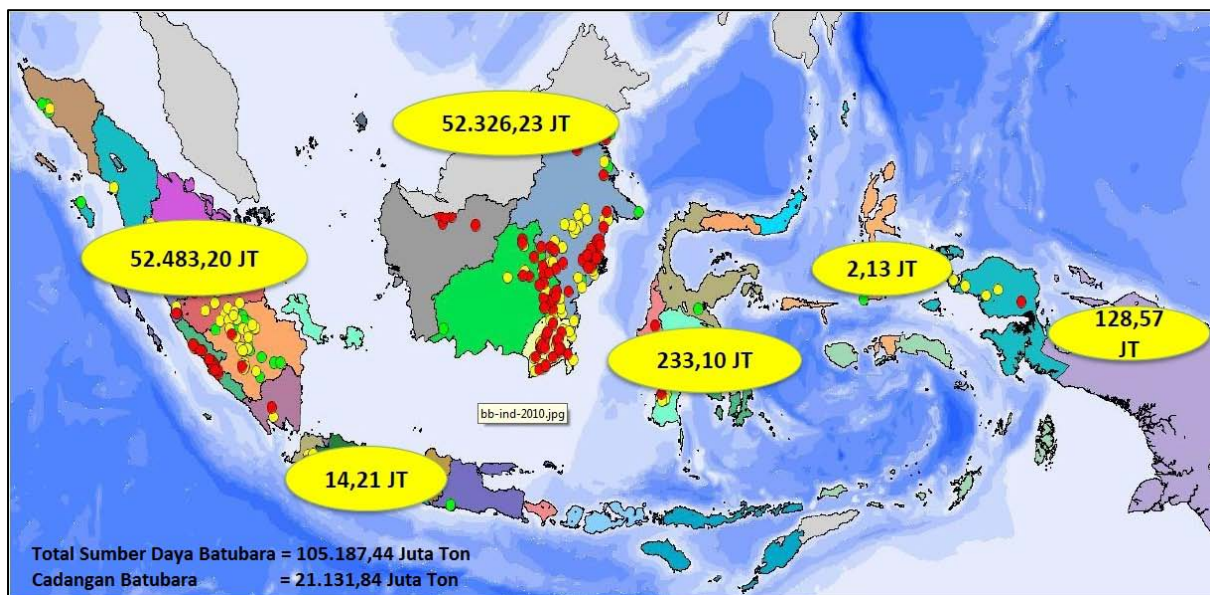 52.326,23 JT
52.483,20 JT
2,13 JT
128,57
JT
233,10 JT
bb-ind-2010.jpg
14,21 JT
Total Sumber Daya Batubara = 105.187,44 Juta Ton
Cadangan Batubara = 21.131,84 Juta Ton